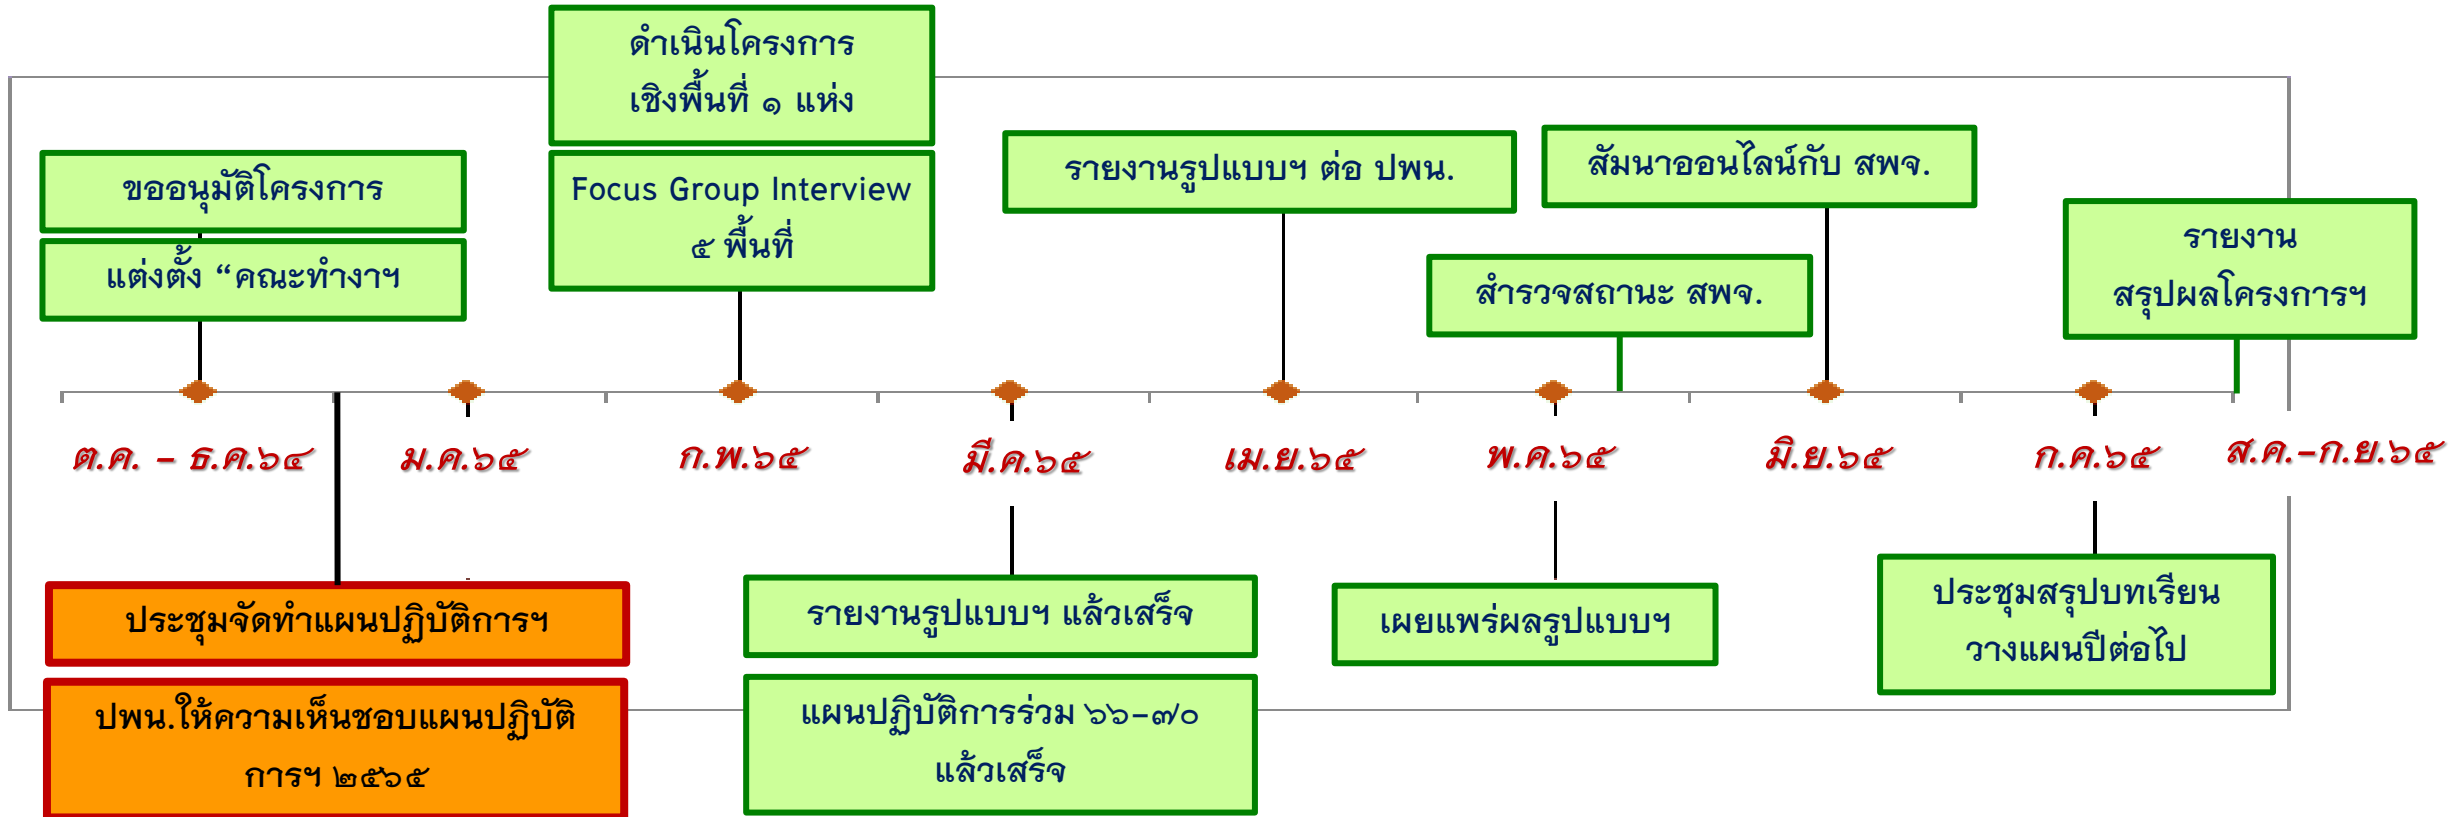 ดำเนินโครงการ
เชิงพื้นที่ ๑ แห่ง
ขออนุมัติโครงการ
แต่งตั้ง “คณะทำงาฯ
Focus Group Interview
๕ พื้นที่
รายงานรูปแบบฯ ต่อ ปพน.
สัมนาออนไลน์กับ สพจ.
สำรวจสถานะ สพจ.
รายงาน
สรุปผลโครงการฯ
ต.ค. – ธ.ค.๖๔
ม.ค.๖๕
ก.พ.๖๕
มี.ค.๖๕
เม.ย.๖๕
พ.ค.๖๕
มิ.ย.๖๕
ก.ค.๖๕
ส.ค.–ก.ย.๖๕
ประชุมจัดทำแผนปฏิบัติการฯ
ปพน.ให้ความเห็นชอบแผนปฏิบัติ
การฯ ๒๕๖๕
รายงานรูปแบบฯ แล้วเสร็จ
แผนปฏิบัติการร่วม ๖๖–๗๐
แล้วเสร็จ
เผยแพร่ผลรูปแบบฯ
ประชุมสรุปบทเรียน
วางแผนปีต่อไป